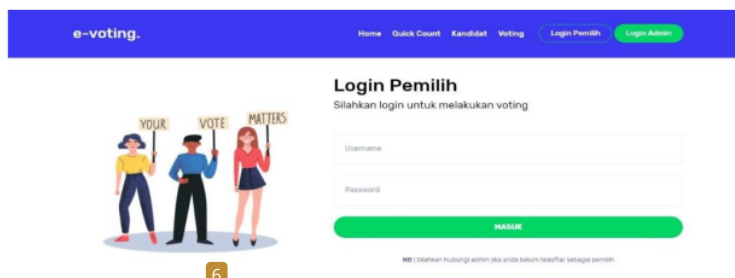 e-voting.
Home Quick Count Kandidat Voting Login Pemilih Login Admin
Login Pemilih
Silahkan login untuk melakukan voting
YOUR VOTE MATTERS
Username
Password
MASUK
NB : Silahkan hubungi admin jika anda belum tedaftar sebagai pemilih
6